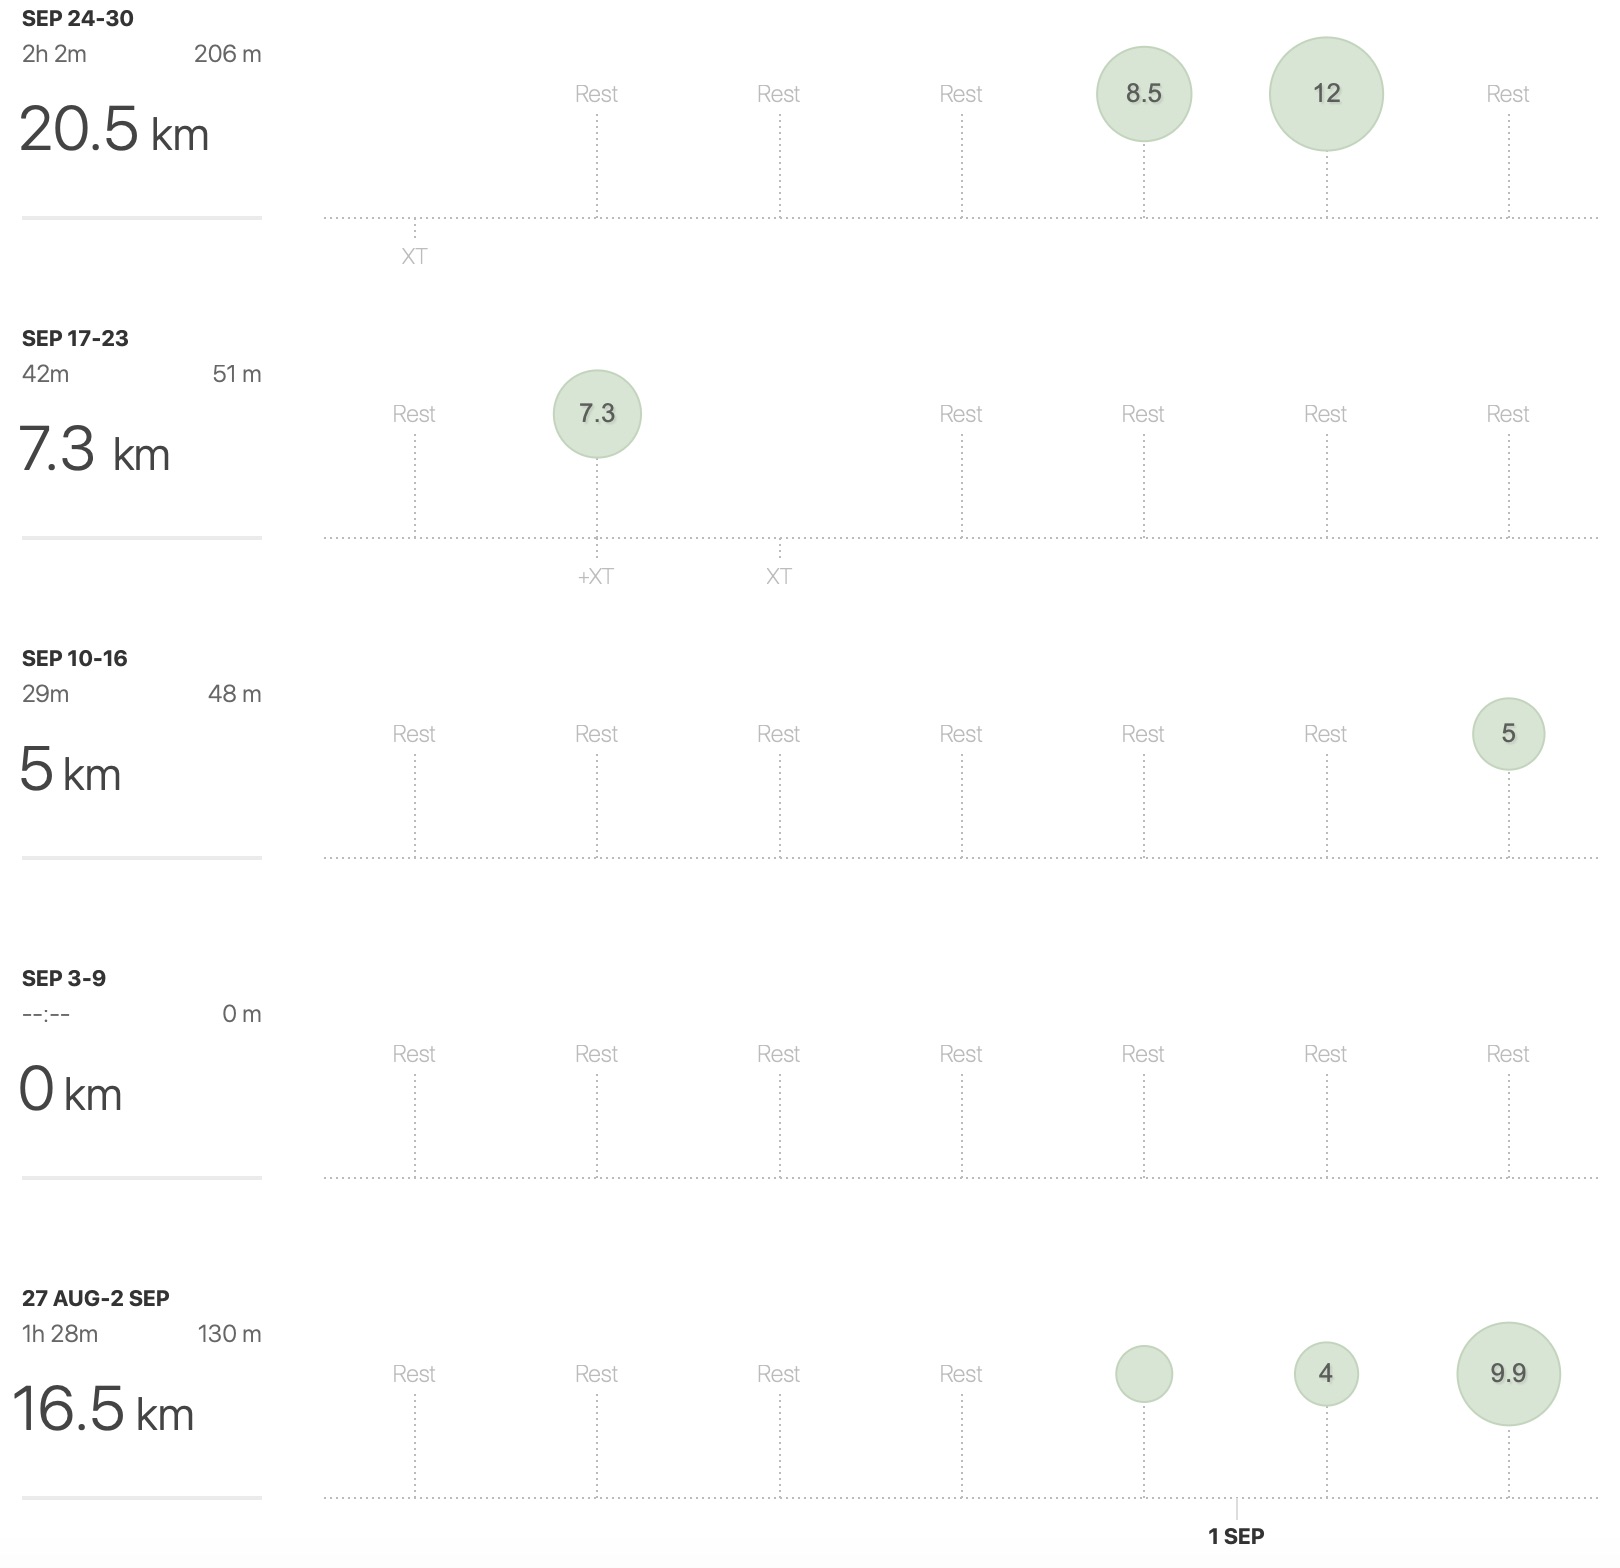 SEP 24-30
2h 2m 206 m
20.5 km
Rest Rest Rest 8.5 12 Rest
XT
SEP 17-23
42m 51 m
7.3 km
Rest 7.3 Rest Rest Rest Rest
+XT XT
SEP 10-16
29m 48 m
5 km
Rest Rest Rest Rest Rest Rest 5
SEP 3-9
--:-- 0 m
0 km
Rest Rest Rest Rest Rest Rest Rest
27 AUG-2 SEP
1h 28m 130 m
16.5 km
Rest Rest Rest Rest 4 9.9
1 SEP